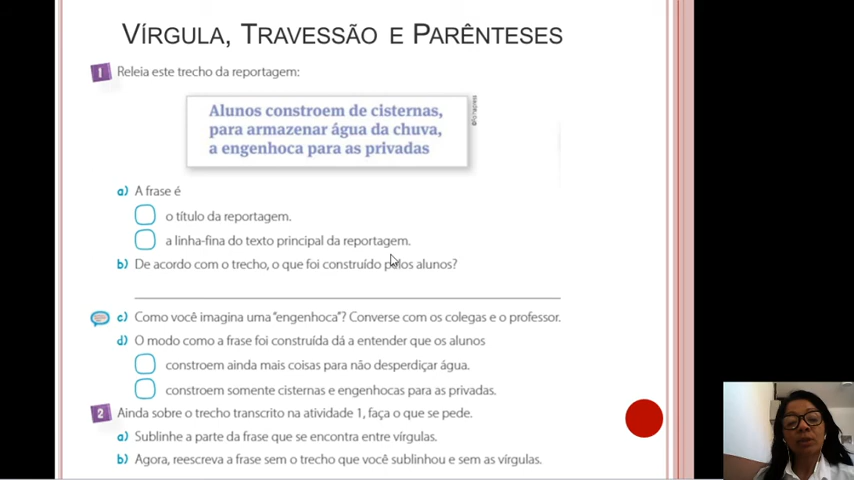 VÍRGULA, TRAVESSÃO E PARÊNTESES
1 Releia este trecho da reportagem:
Alunos constroem de cisternas,
para armazenar água da chuva,
a engenhoca para as privadas
a) A frase é
o título da reportagem.
a linha-fina do texto principal da reportagem.
b) De acordo com o trecho, o que foi construído pelos alunos?
c) Como você imagina uma “engenhoca”? Converse com os colegas e o professor.
d) O modo como a frase foi construída dá a entender que os alunos
constroem ainda mais coisas para não desperdiçar água.
constroem somente cisternas e engenhocas para as privadas.
2 Ainda sobre o trecho transcrito na atividade 1, faça o que se pede.
a) Sublinhe a parte da frase que se encontra entre vírgulas.
b) Agora, reescreva a frase sem o trecho que você sublinhou e sem as vírgulas.